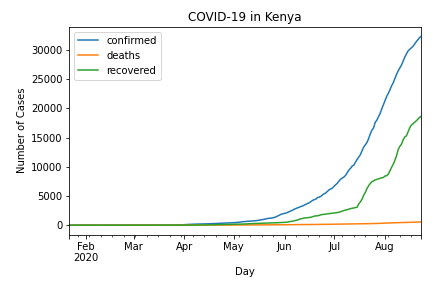 COVID-19 in Kenya
confirmed
deaths
recovered
Number of Cases
30000
25000
20000
15000
10000
5000
0
Feb Mar Apr May Jun Jul Aug
2020
Day